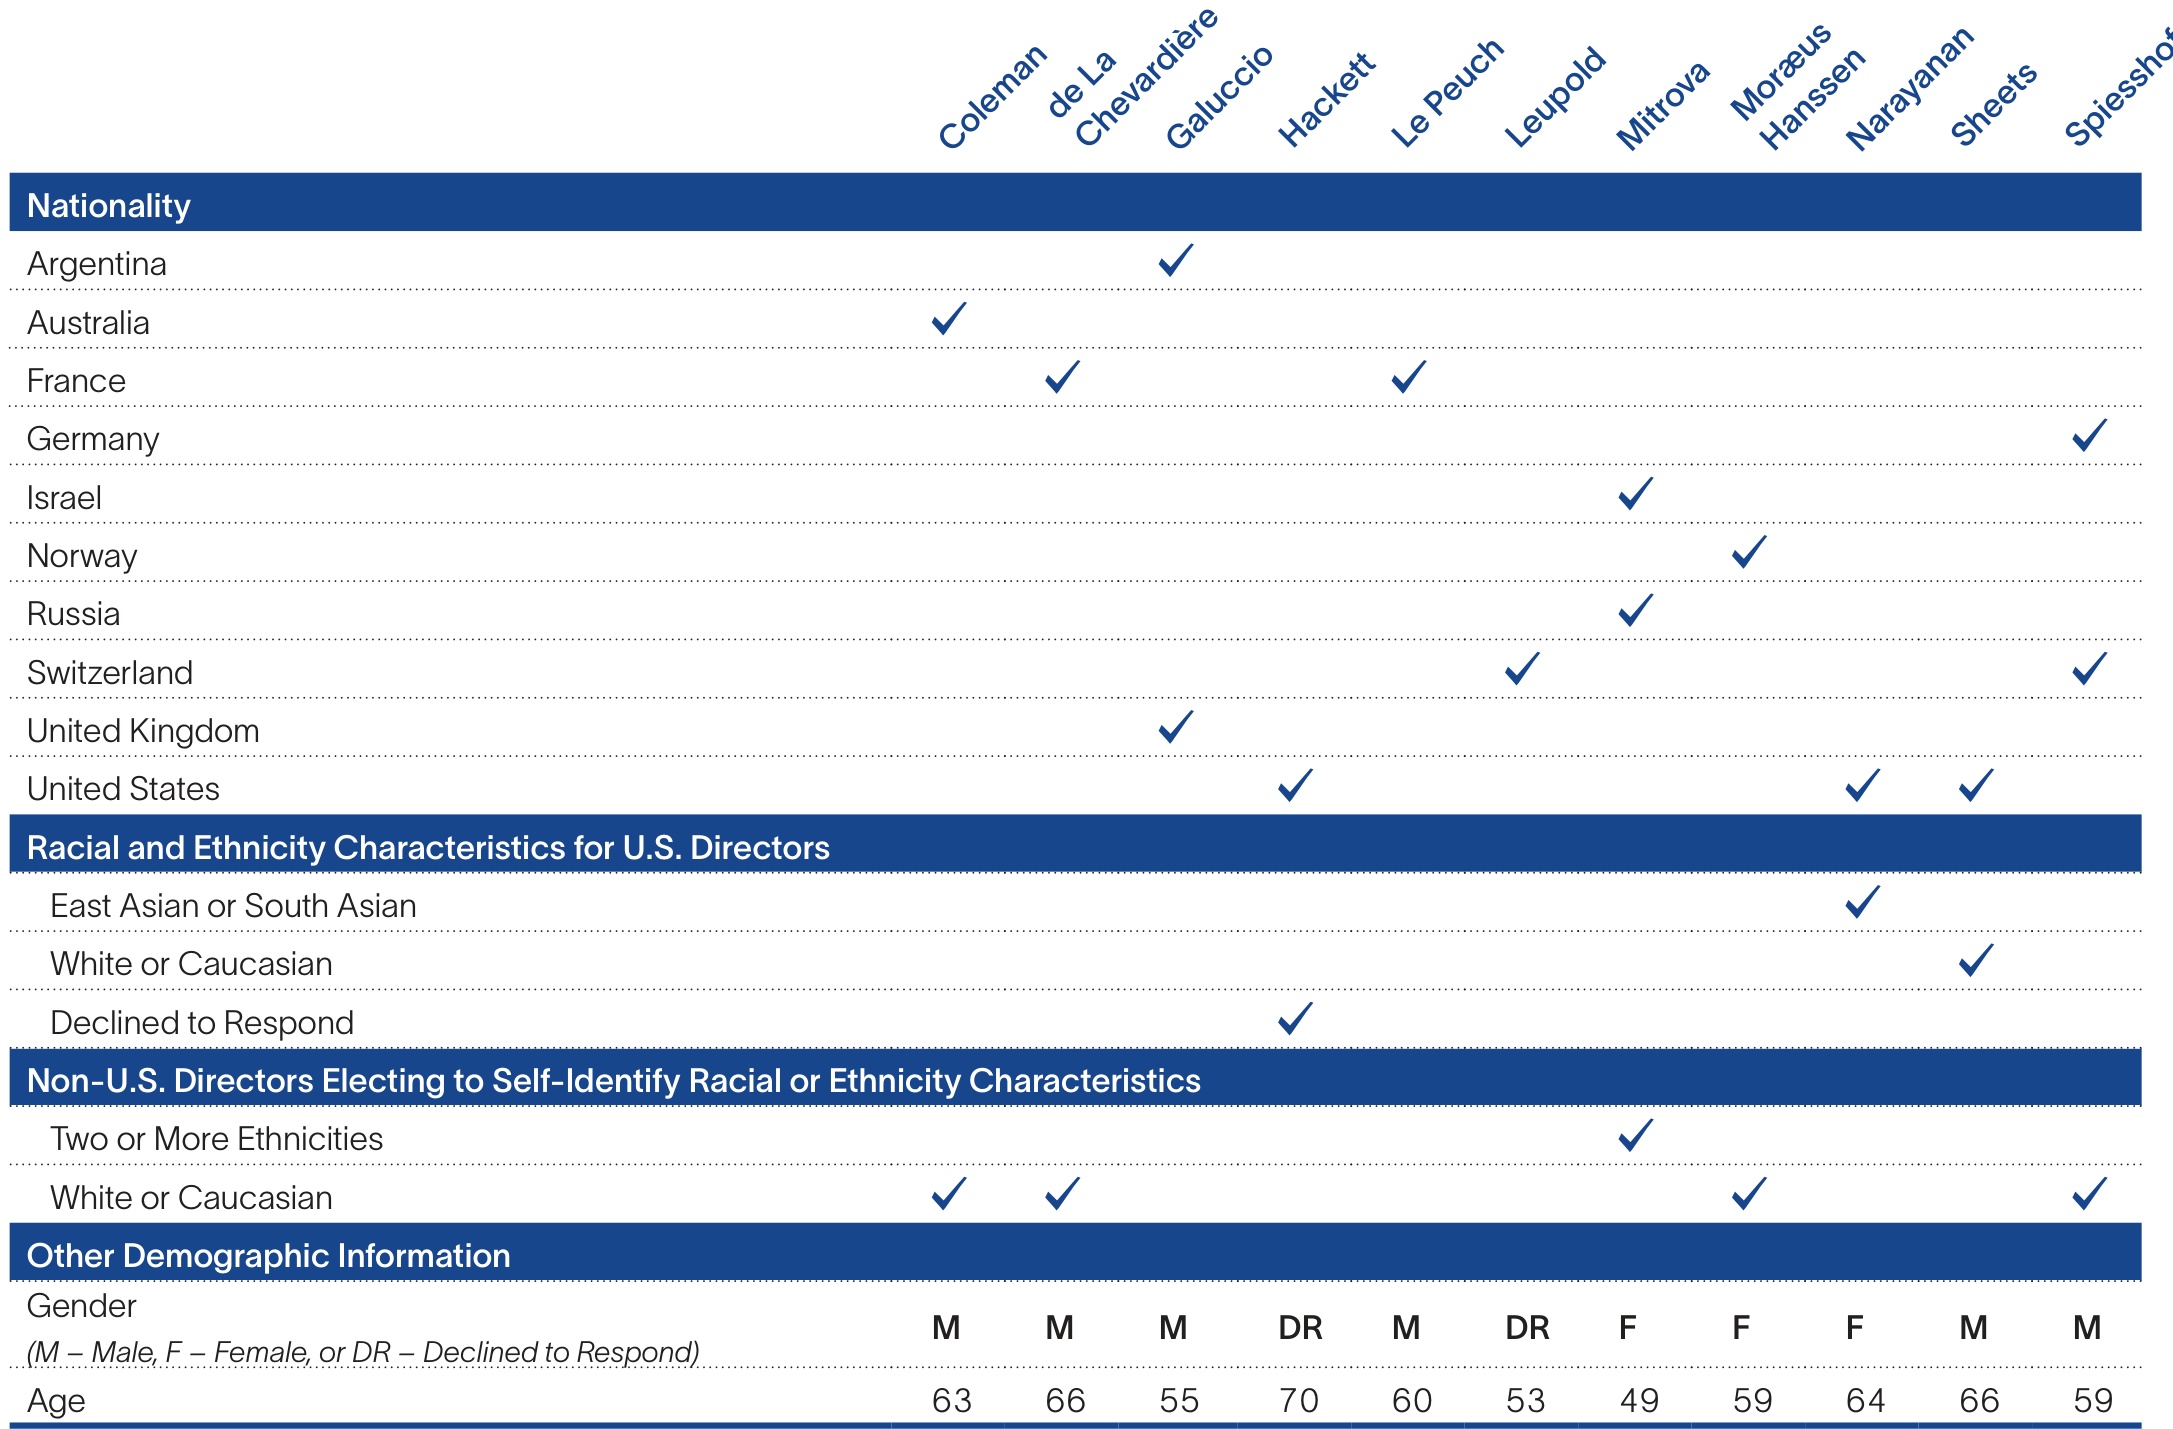 Coleman
de La
Chevardière
Galuccio
Hackett
Le Peuch
Leupold
Mitrova
Moræus
Hanssen
Narayanan
Sheets
Spiesshof
Nationality
Argentina
Australia
France
Germany
Israel
Norway
Russia
Switzerland
United Kingdom
United States
Racial and Ethnicity Characteristics for U.S. Directors
East Asian or South Asian
White or Caucasian
Declined to Respond
Non-U.S. Directors Electing to Self-Identify Racial or Ethnicity Characteristics
Two or More Ethnicities
White or Caucasian
Other Demographic Information
Gender
(M – Male, F – Female, or DR – Declined to Respond) M M M DR M DR F F F M M
Age 63 66 55 70 60 53 49 59 64 66 59